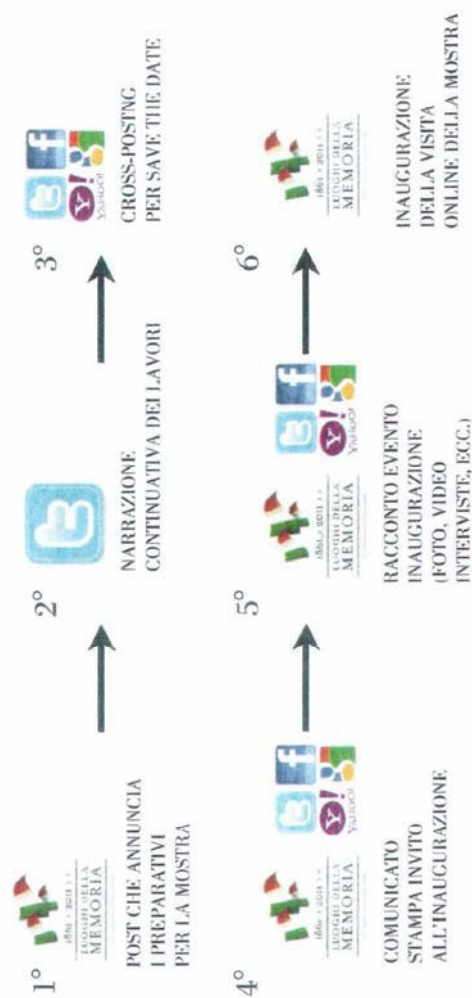 1°
1861 > 2011 > >
LUOGHI DELLA
MEMORIA
POST CHE ANNUNCIA
I PREPARATIVI
PER LA MOSTRA
2°
NARRAZIONE
CONTINUATIVA DEI LAVORI
3°
YAHOO!
CROSS-POSTNG
PER SAVE THE DATE
4°
1861 > 2011 > >
LUOGHI DELLA
MEMORIA
YAHOO!
COMUNICATO
STAMPA INVITO
ALL'INAUGURAZIONE
5°
1861 > 2011 > >
LUOGHI DELLA
MEMORIA
YAHOO!
RACCONTO EVENTO
INAUGURAZIONE
(FOTO, VIDEO
INTERVISTE, ECC.)
6°
1861 > 2011 > >
LUOGHI DELLA
MEMORIA
INAUGURAZIONE
DELLA VISITA
ONLINE DELLA MOSTRA